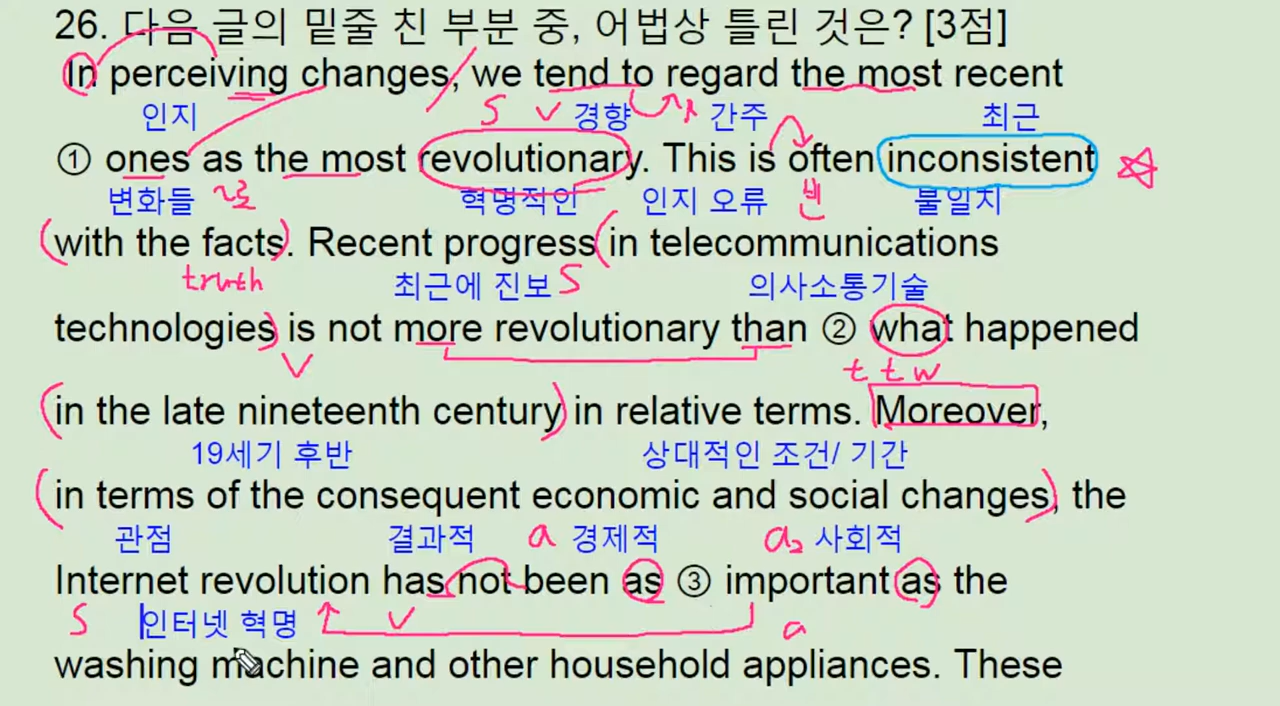 26. 다음 글의 밑줄 친 부분 중, 어법상 틀린 것은? [3점]
In perceiving changes, we tend to regard the most recent
인지 S V 경향 간주 최근
① ones as the most revolutionary. This is often inconsistent
변화들 로 혁명적인 인지 오류 빈 불일치
with the facts. Recent progress in telecommunications
truth 최근에 진보 S 의사소통기술
technologies is not more revolutionary than ② what happened
V t t w
in the late nineteenth century in relative terms. Moreover,
19세기 후반 상대적인 조건/ 기간
in terms of the consequent economic and social changes, the
관점 결과적 a 경제적 a₂ 사회적
Internet revolution has not been as ③ important as the
S 인터넷 혁명 V a
washing machine and other household appliances. These